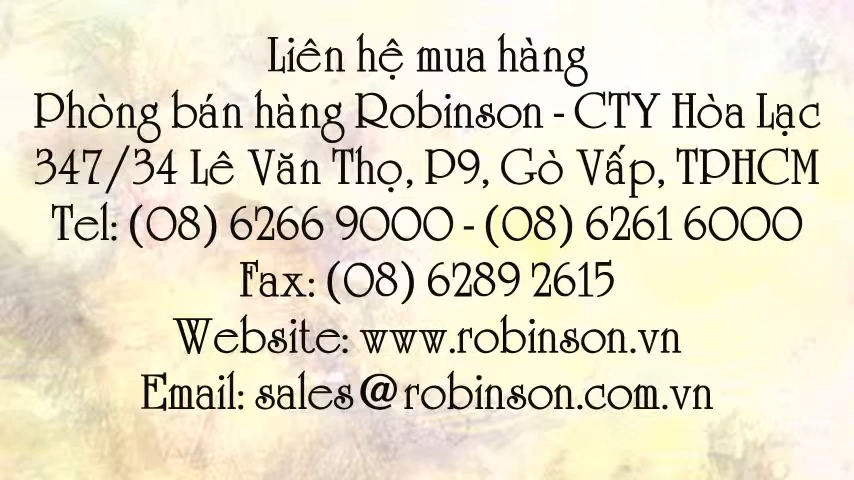 Liên hệ mua hàng
Phòng bán hàng Robinson - CTY Hòa Lạc
347/34 Lê Văn Thọ, P9, Gò Vấp, TPHCM
Tel: (08) 6266 9000 - (08) 6261 6000
Fax: (08) 6289 2615
Website: www.robinson.vn
Email: sales@robinson.com.vn